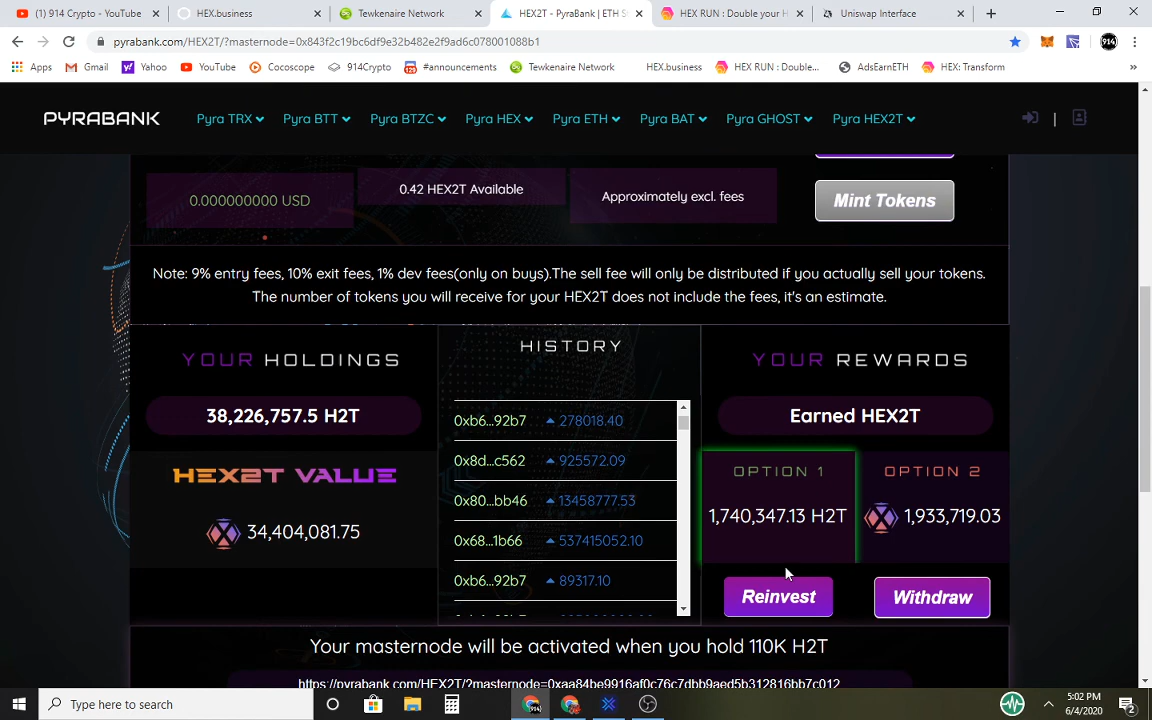 (1) 914 Crypto - YouTube
HEX.business
Tewkenaire Network
HEX2T - PyraBank | ETH S
HEX RUN : Double your H
Uniswap Interface
pyrabank.com/HEX2T/?masternode=0x843f2c19bc6df9e32b482e2f9ad6c078001088b1
914
Apps
Gmail
Yahoo
YouTube
Cocoscope
914Crypto
#announcements
Tewkenaire Network
HEX.business
HEX RUN : Double...
AdsEarnETH
HEX: Transform
»
PYRABANK
Pyra TRX
Pyra BTT
Pyra BTZC
Pyra HEX
Pyra ETH
Pyra BAT
Pyra GHOST
Pyra HEX2T
0.000000000 USD
0.42 HEX2T Available
Approximately excl. fees
Mint Tokens
Note: 9% entry fees, 10% exit fees, 1% dev fees(only on buys).The sell fee will only be distributed if you actually sell your tokens.
The number of tokens you will receive for your HEX2T does not include the fees, it's an estimate.
YOUR HOLDINGS
38,226,757.5 H2T
HEX2T VALUE
34,404,081.75
HISTORY
0xb6...92b7 278018.40
0x8d...c562 925572.09
0x80...bb46 13458777.53
0x68...1b66 537415052.10
0xb6...92b7 89317.10
YOUR REWARDS
Earned HEX2T
OPTION 1
1,740,347.13 H2T
Reinvest
OPTION 2
1,933,719.03
Withdraw
Your masternode will be activated when you hold 110K H2T
https://pyrabank.com/HEX2T/?masternode=0xaa84be9916af0c76c7dbb9aed5b312816bb7c012
Type here to search
914
5:02 PM
6/4/2020
2